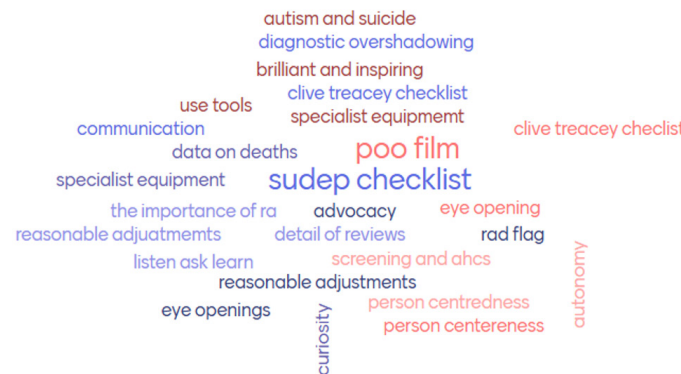 autism and suicide
diagnostic overshadowing
brilliant and inspiring
clive treacey checklist
use tools
specialist equipmemt
communication
clive treacey checlist
data on deaths
poo film
specialist equipment
sudep checklist
the importance of ra
advocacy
eye opening
reasonable adjuatmemts
detail of reviews
rad flag
listen ask learn
screening and ahcs
autonomy
reasonable adjustments
eye openings
curiosity
person centredness
person centereness